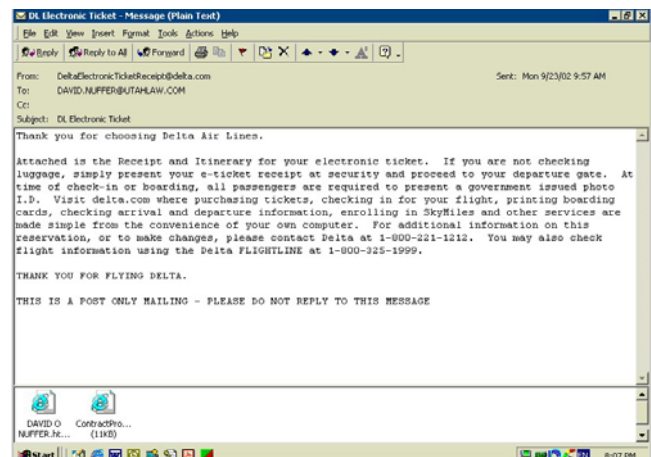 DL Electronic Ticket - Message (Plain Text)
File Edit View Insert Format Tools Actions Help
Reply Reply to All Forward
From: DeltaElectronicTicketReceipt@delta.com Sent: Mon 9/23/02 9:57 AM
To: DAVID.NUFFER@UTAHLAW.COM
Cc:
Subject: DL Electronic Ticket
Thank you for choosing Delta Air Lines.
Attached is the Receipt and Itinerary for your electronic ticket. If you are not checking
luggage, simply present your e-ticket receipt at security and proceed to your departure gate. At
time of check-in or boarding, all passengers are required to present a government issued photo
I.D. Visit delta.com where purchasing tickets, checking in for your flight, printing boarding
cards, checking arrival and departure information, enrolling in SkyMiles and other services are
made simple from the convenience of your own computer. For additional information on this
reservation, or to make changes, please contact Delta at 1-800-221-1212. You may also check
flight information using the Delta FLIGHTLINE at 1-800-325-1999.
THANK YOU FOR FLYING DELTA.
THIS IS A POST ONLY MAILING - PLEASE DO NOT REPLY TO THIS MESSAGE
DAVID O ContractPro...
NUFFER.ht... (11KB)
Start EN 8:07 PM